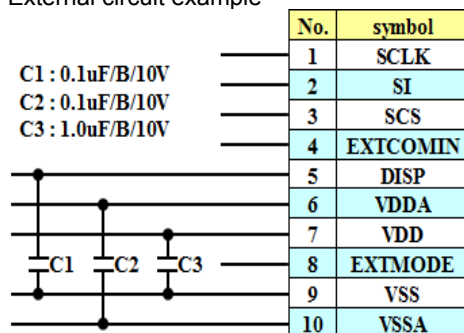 External circuit example
No. symbol
1 SCLK
2 SI
3 SCS
4 EXTCOMIN
5 DISP
6 VDDA
7 VDD
8 EXTMODE
9 VSS
10 VSSA
C1 : 0.1uF/B/10V
C2 : 0.1uF/B/10V
C3 : 1.0uF/B/10V
C1 C2 C3